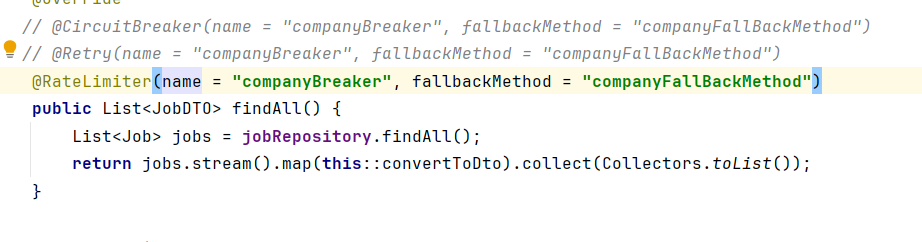 @Override
// @CircuitBreaker(name = "companyBreaker", fallbackMethod = "companyFallBackMethod")
// @Retry(name = "companyBreaker", fallbackMethod = "companyFallBackMethod")
@RateLimiter(name = "companyBreaker", fallbackMethod = "companyFallBackMethod")
public List<JobDTO> findAll() {
List<Job> jobs = jobRepository.findAll();
return jobs.stream().map(this::convertToDto).collect(Collectors.toList());
}